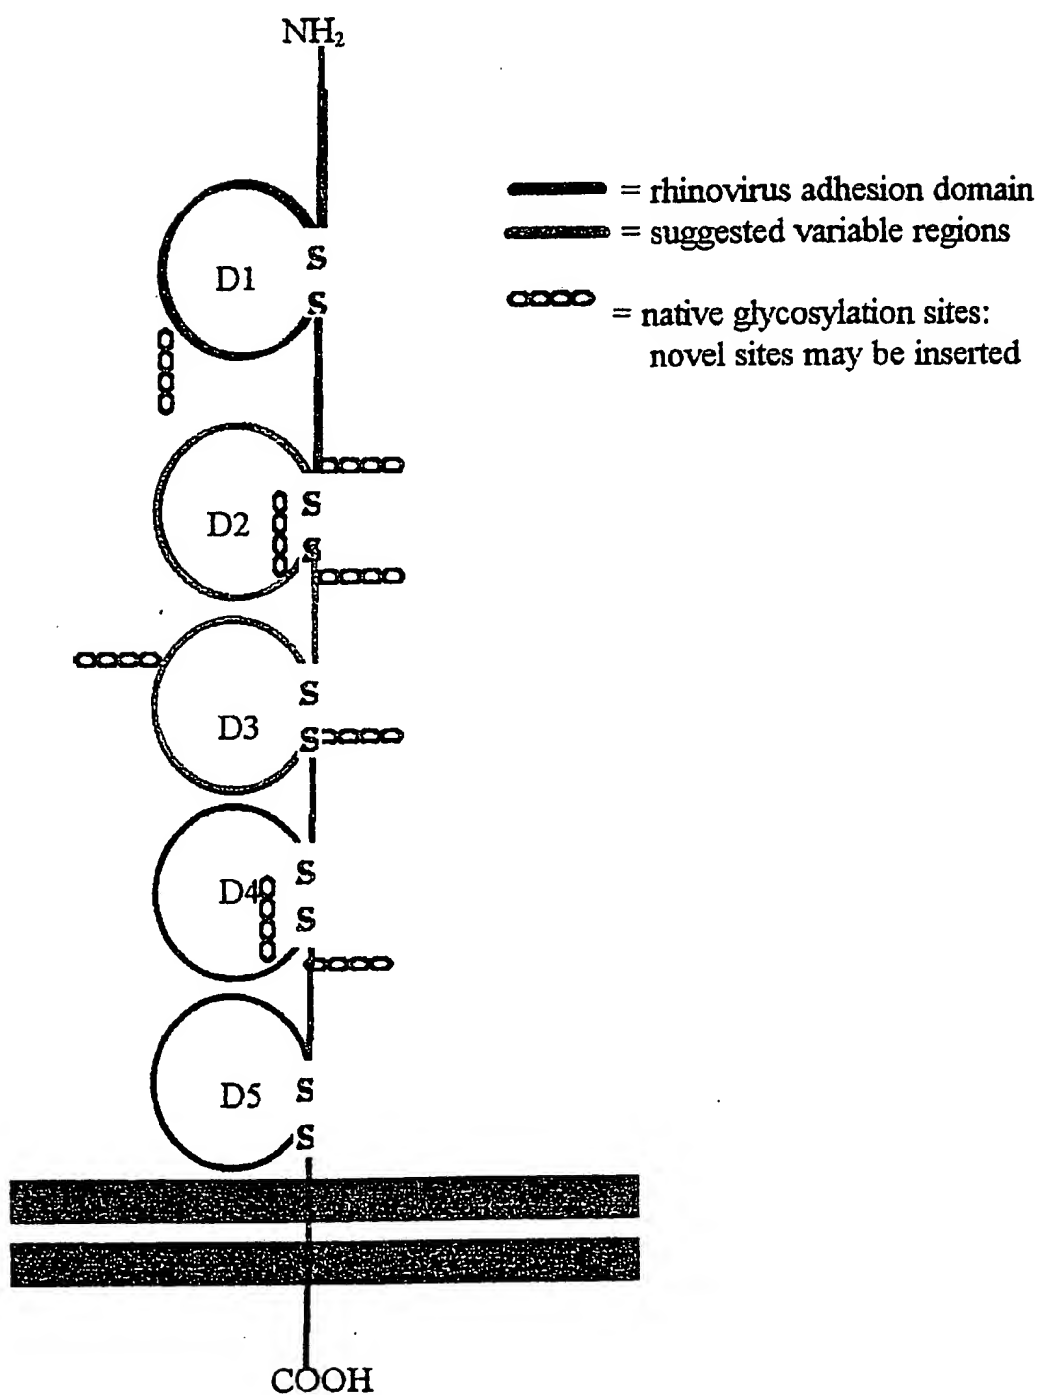 NH₂
= rhinovirus adhesion domain
= suggested variable regions
= native glycosylation sites:
novel sites may be inserted
D1
S
S
D2
S
S
D3
S
S
D4
S
S
D5
S
S
COOH